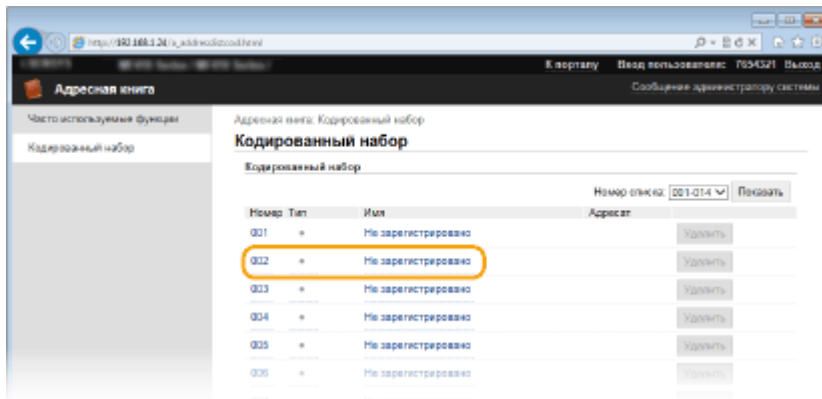 http://192.168.1.24/a_addresslistcod.html
К порталу Вход пользователя: 7654321 Выход
Адресная книга Сообщение администратору системы
Часто используемые функции
Кодированный набор
Адресная книга: Кодированный набор
Кодированный набор
Кодированный набор
Номер списка: 001-014 Показать
Номер Тип Имя Адресат
001 Не зарегистрировано Удалить
002 Не зарегистрировано Удалить
003 Не зарегистрировано Удалить
004 Не зарегистрировано Удалить
005 Не зарегистрировано Удалить
006 Не зарегистрировано Удалить